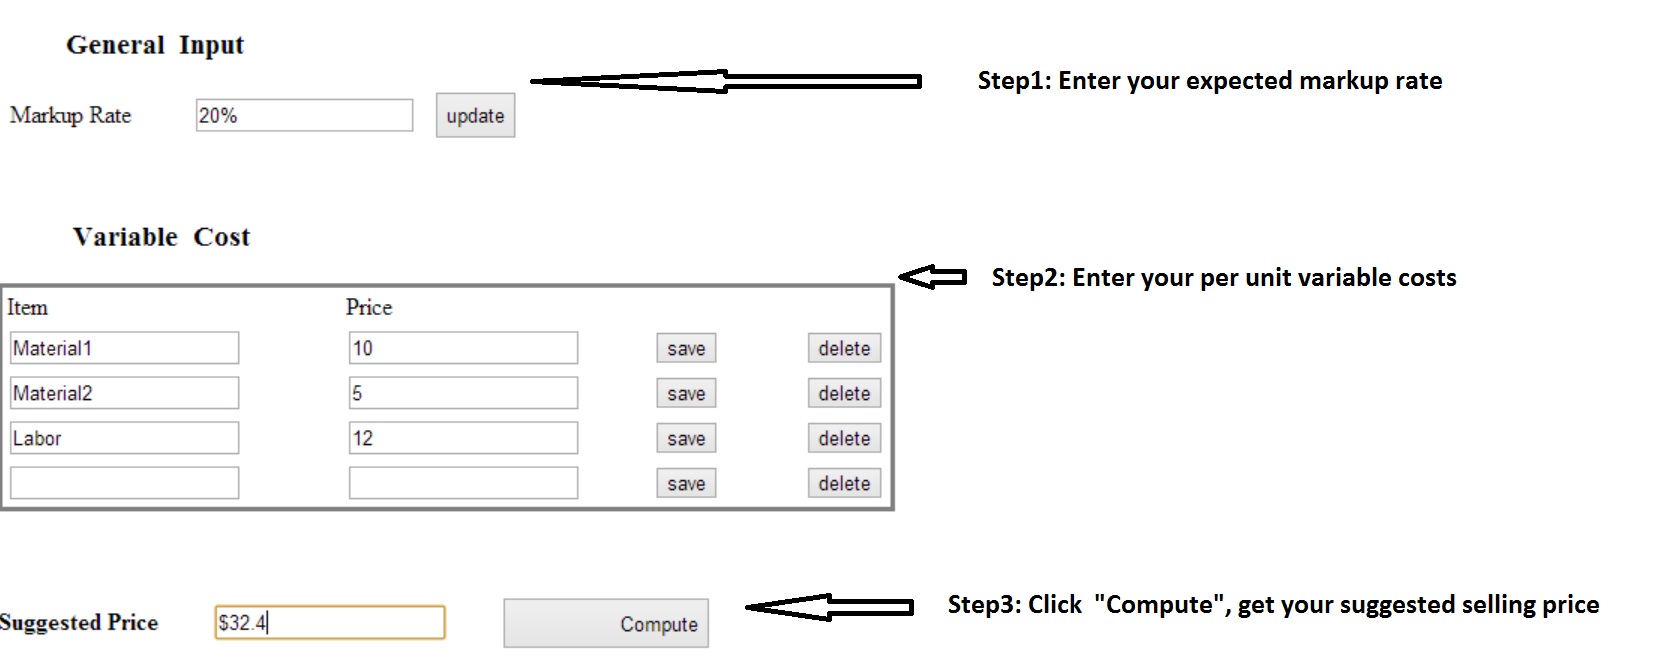 General Input
Step1: Enter your expected markup rate
Markup Rate 20% update
Variable Cost
Step2: Enter your per unit variable costs
Item Price
Material1 10 save delete
Material2 5 save delete
Labor 12 save delete
save delete
Suggested Price $32.4 Compute
Step3: Click "Compute", get your suggested selling price